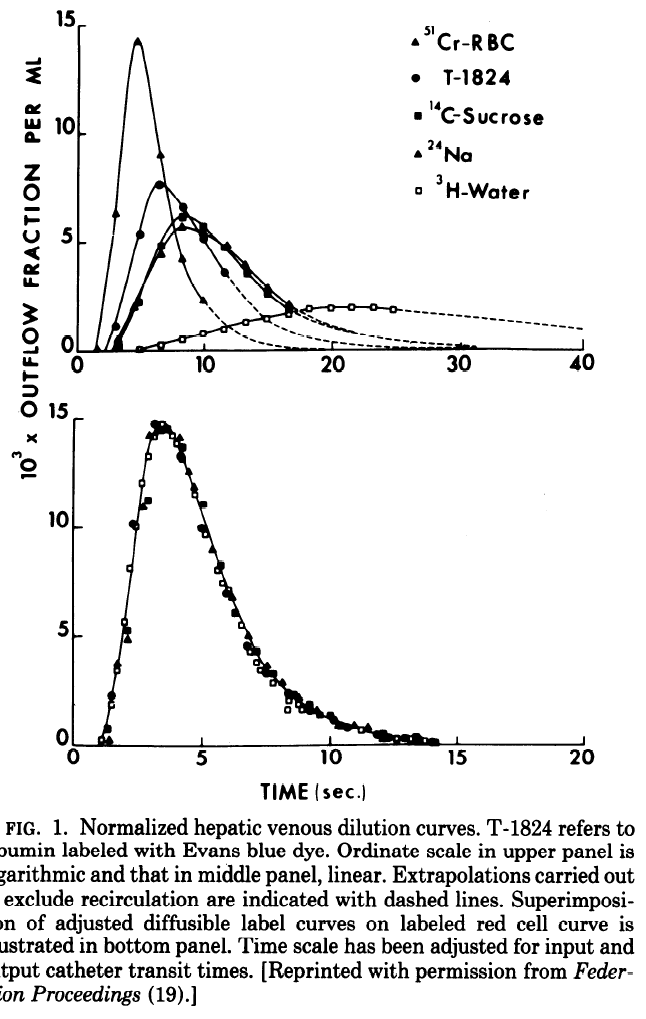 15
10
5
0
0 10 20 30 40
51Cr-RBC
T-1824
14C-Sucrose
24Na
3H-Water
10³ x OUTFLOW FRACTION PER ML
15
10
5
0
0 5 10 15 20
TIME (sec.)
FIG. 1. Normalized hepatic venous dilution curves. T-1824 refers to
bumin labeled with Evans blue dye. Ordinate scale in upper panel is
garithmic and that in middle panel, linear. Extrapolations carried out
exclude recirculation are indicated with dashed lines. Superimposi-
on of adjusted diffusible label curves on labeled red cell curve is
ustrated in bottom panel. Time scale has been adjusted for input and
tput catheter transit times. [Reprinted with permission from Feder-
ion Proceedings (19).]